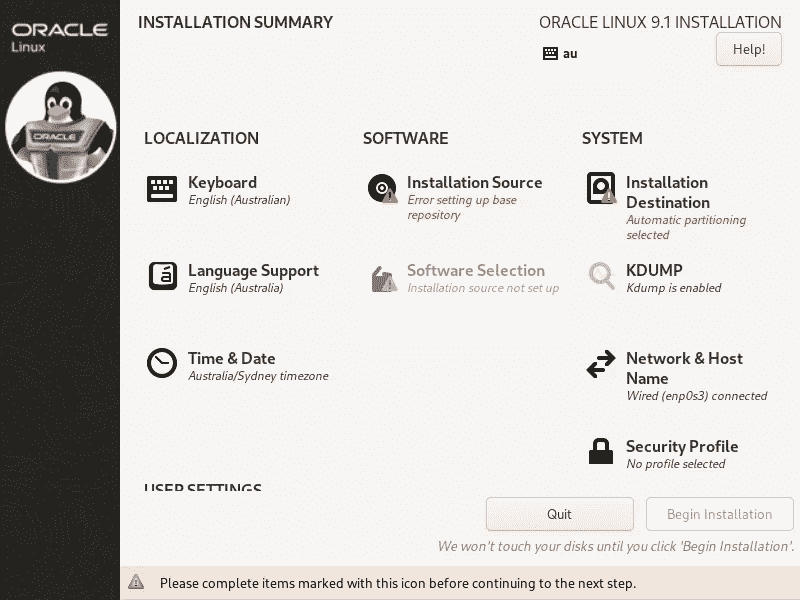 ORACLE
Linux
ORACLE
INSTALLATION SUMMARY
ORACLE LINUX 9.1 INSTALLATION
au
Help!
LOCALIZATION
Keyboard
English (Australian)
Language Support
English (Australia)
Time & Date
Australia/Sydney timezone
SOFTWARE
Installation Source
Error setting up base
repository
Software Selection
Installation source not set up
SYSTEM
Installation
Destination
Automatic partitioning
selected
KDUMP
Kdump is enabled
Network & Host
Name
Wired (enp0s3) connected
Security Profile
No profile selected
USER SETTINGS
Quit
Begin Installation
We won't touch your disks until you click 'Begin Installation'.
Please complete items marked with this icon before continuing to the next step.